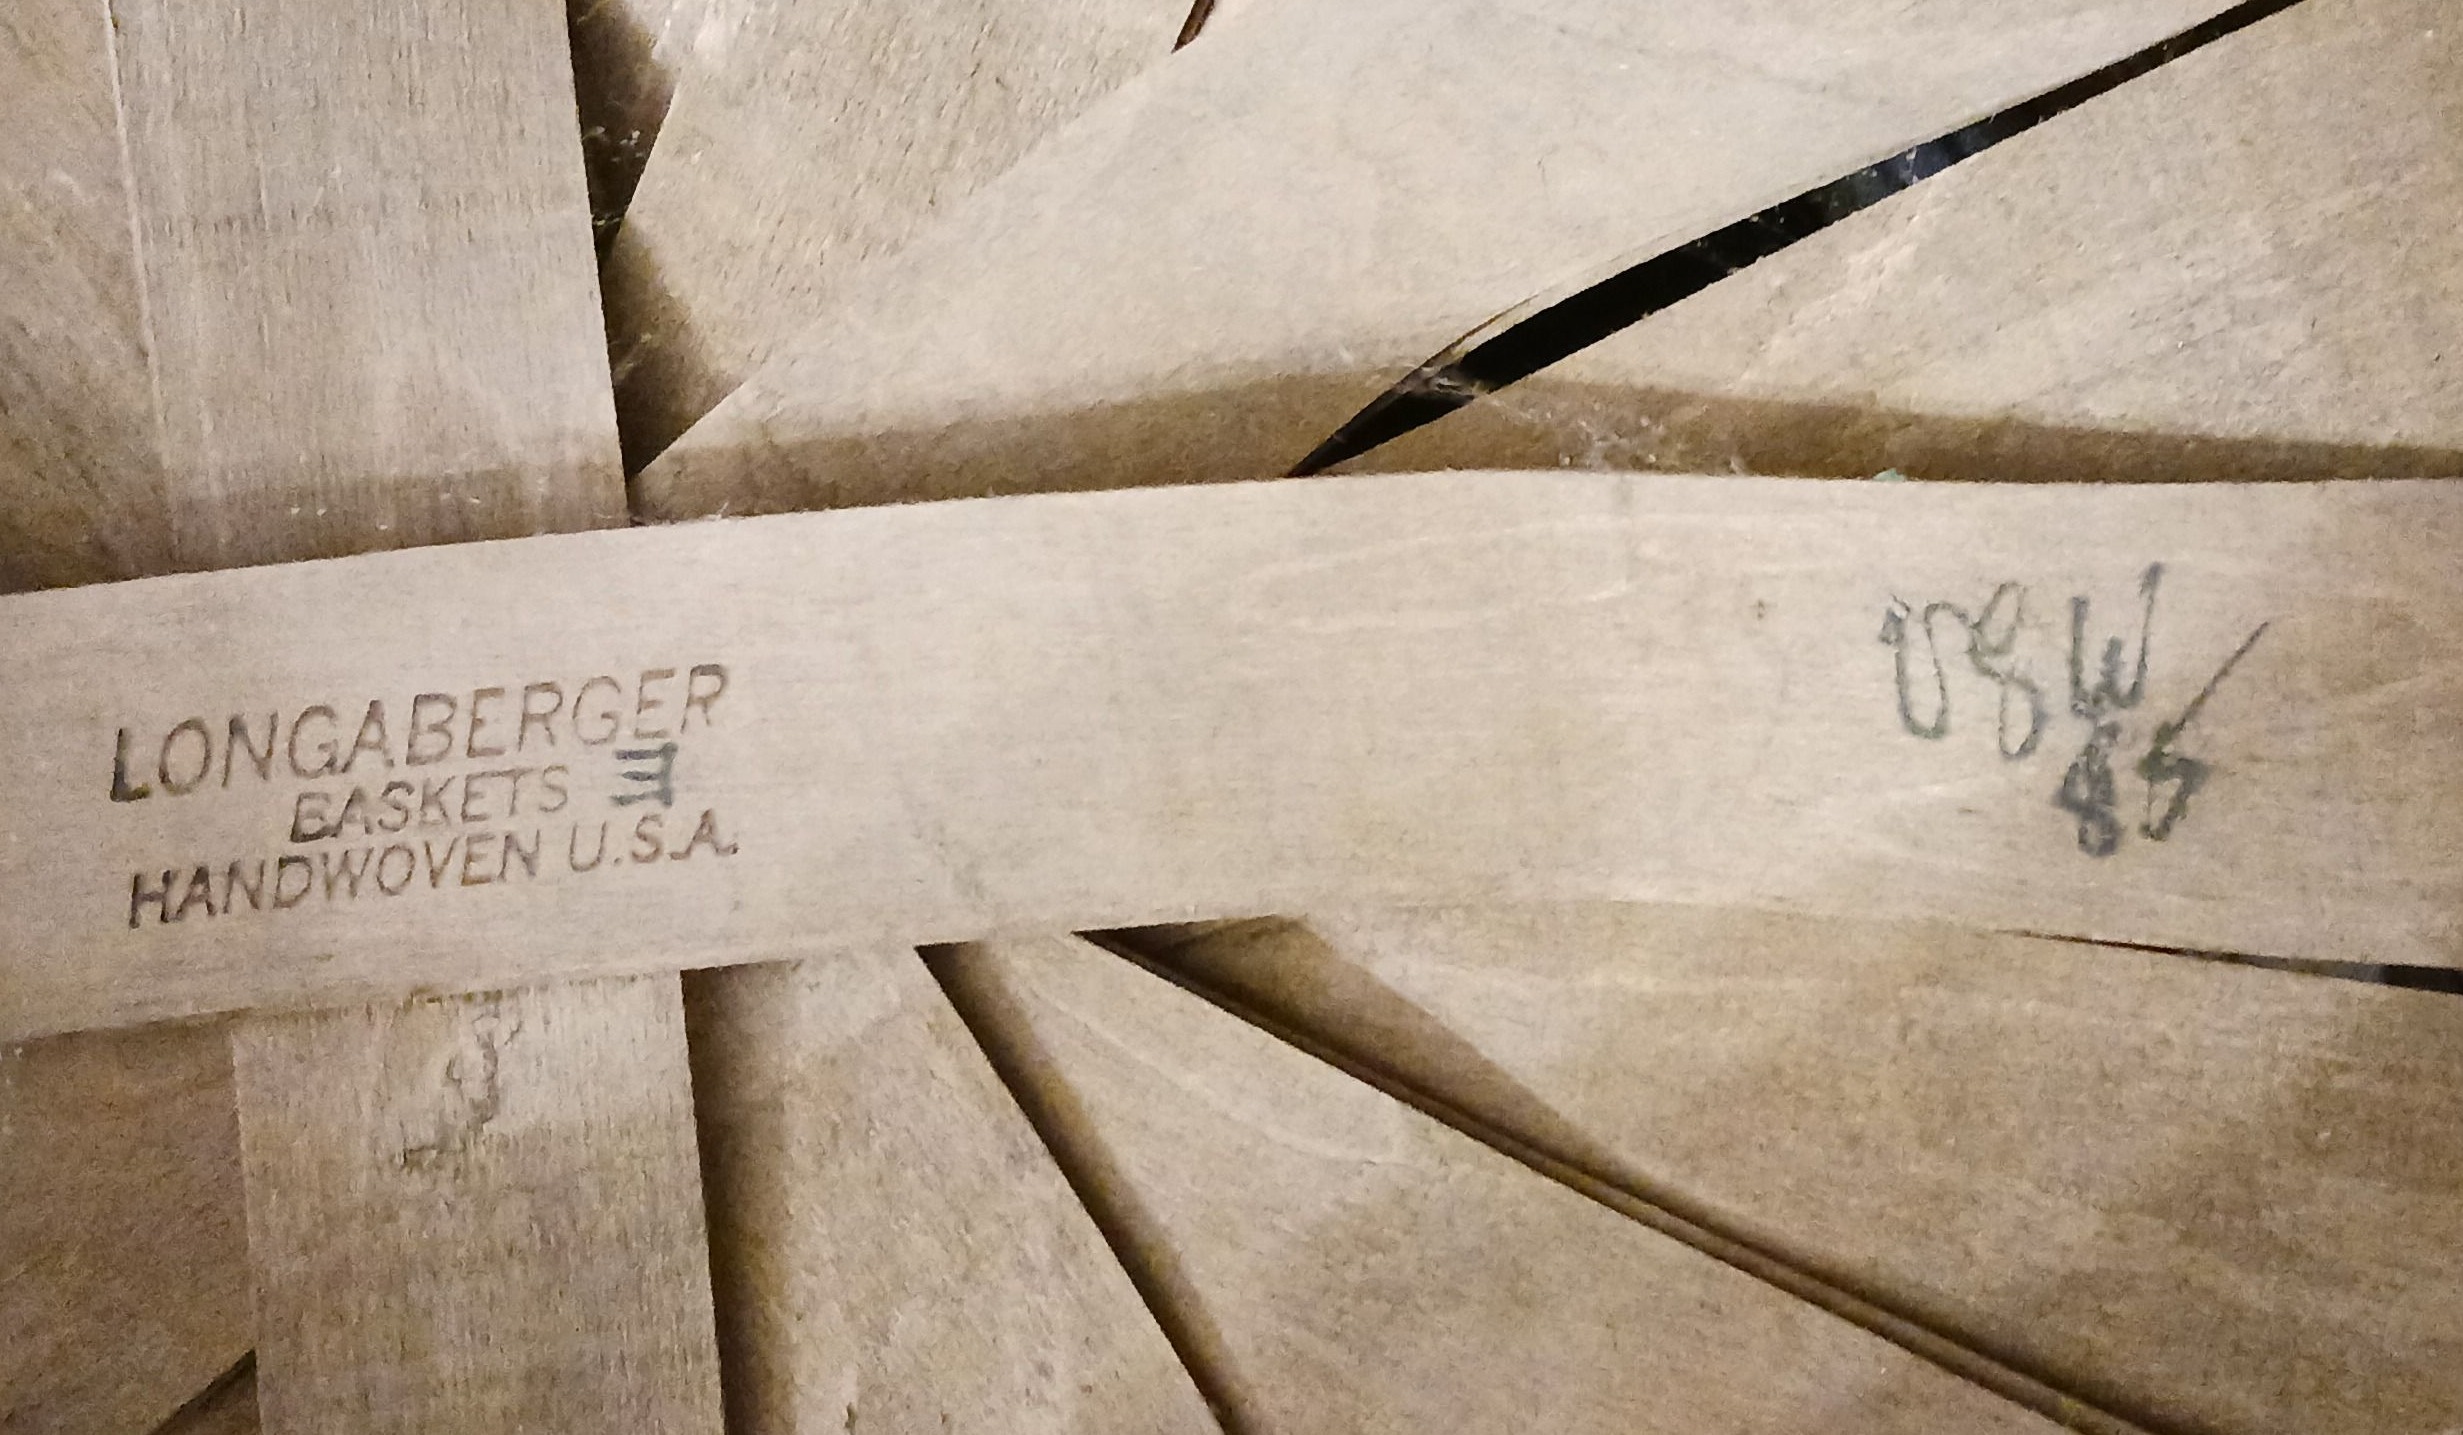 LONGABERGER
BASKETS
HANDWOVEN U.S.A.
85